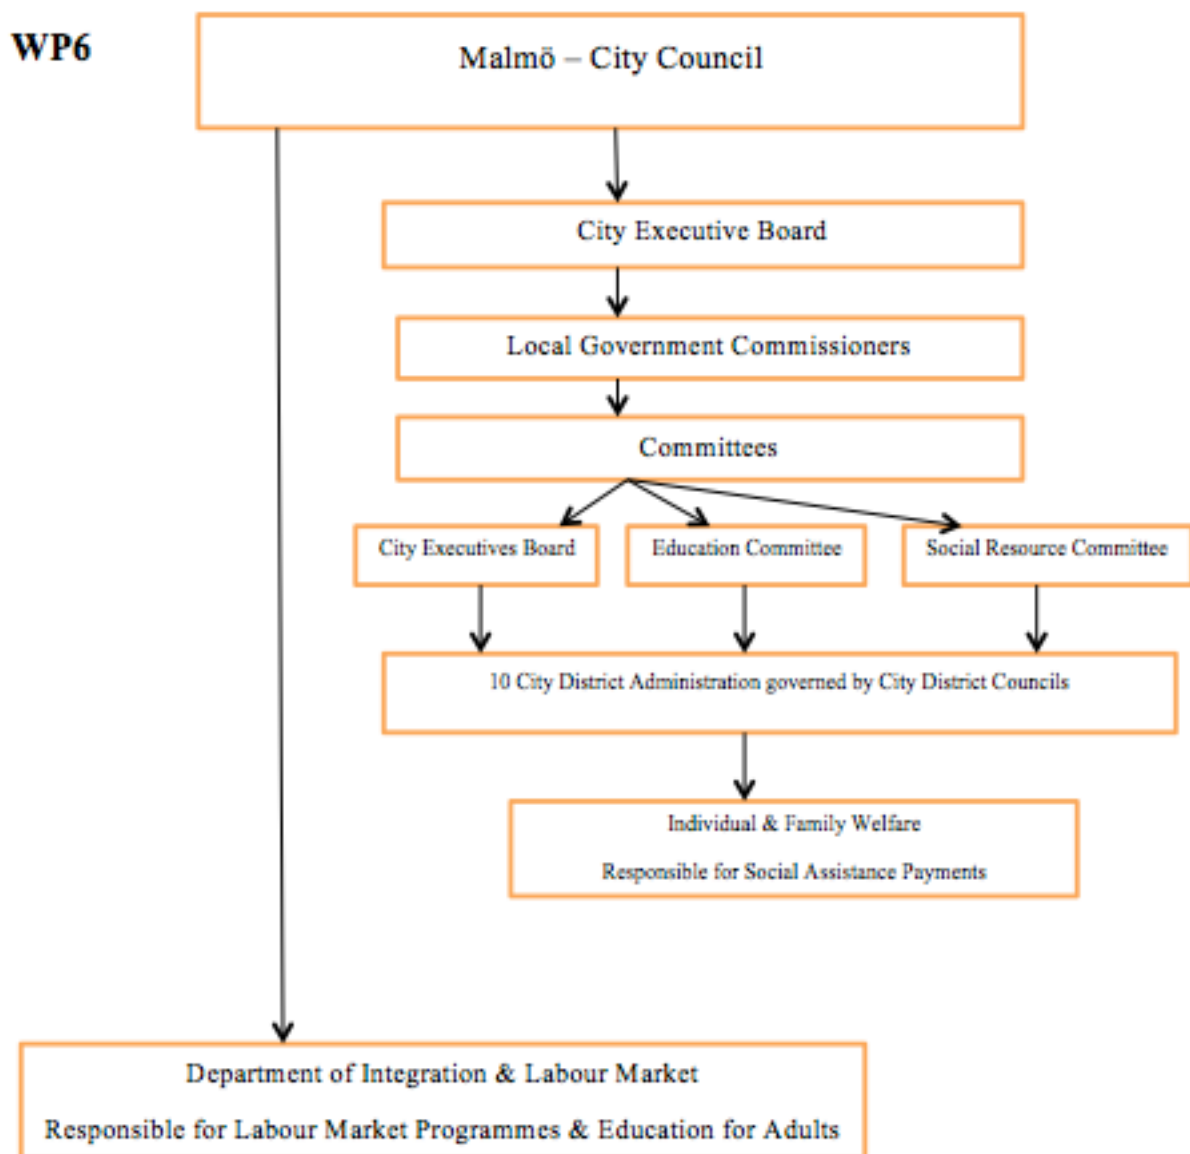 WP6
Malmö – City Council
City Executive Board
Local Government Commissioners
Committees
City Executives Board
Education Committee
Social Resource Committee
10 City District Administration governed by City District Councils
Individual & Family Welfare
Responsible for Social Assistance Payments
Department of Integration & Labour Market
Responsible for Labour Market Programmes & Education for Adults